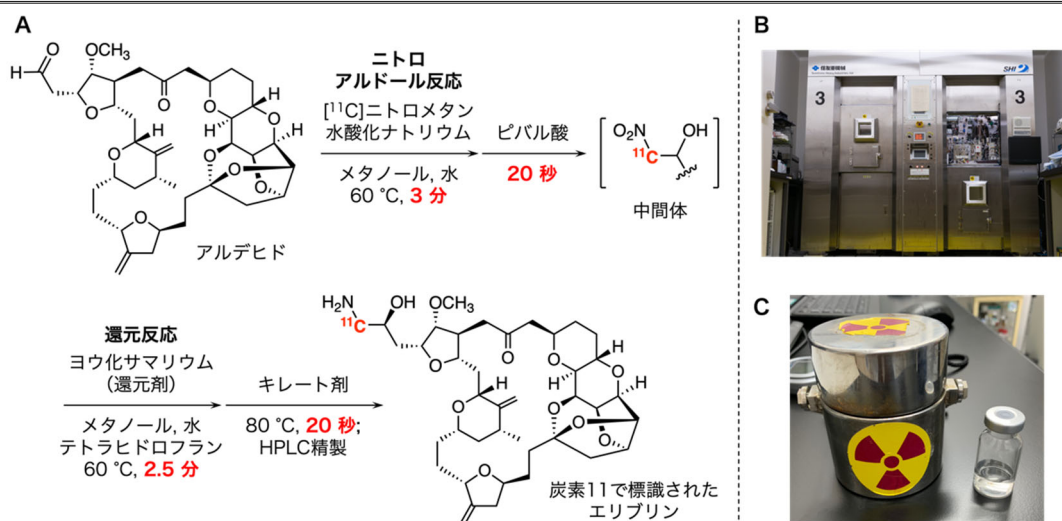 A
H
O
OCH3
O
O
O
H
O
H
O
H
H
O
O
O
H
O
O
アルデヒド
ニトロ
アルドール反応
[11C]ニトロメタン
水酸化ナトリウム
メタノール, 水
60 ˚C, 3 分
ピバル酸
20 秒
O2N
OH
11C
中間体
還元反応
ヨウ化サマリウム
（還元剤）
メタノール, 水
テトラヒドロフラン
60 ˚C, 2.5 分
キレート剤
80 ˚C, 20 秒;
HPLC精製
H2N
OH
11C
OCH3
O
O
O
H
O
H
O
H
H
O
O
O
H
O
O
炭素11で標識された
エリブリン
B
住友重機械
SHI
3
3
C